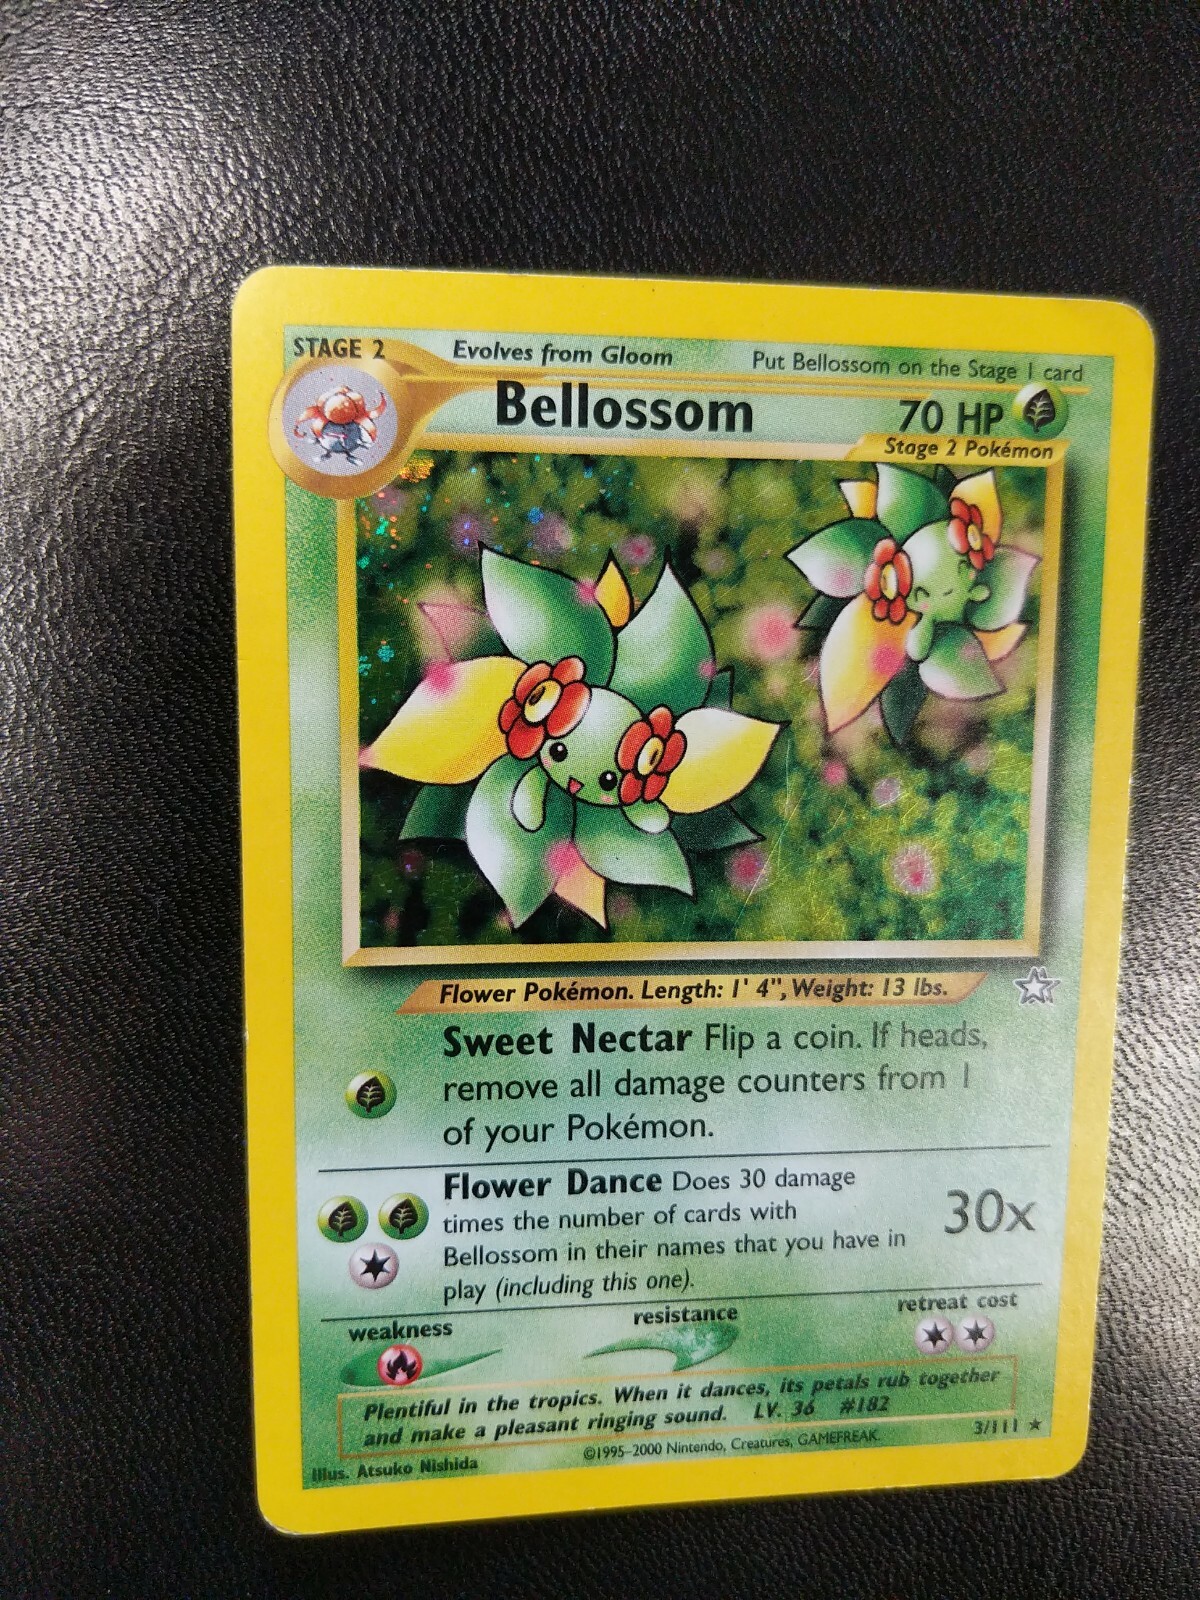 STAGE 2
Evolves from Gloom
Put Bellossom on the Stage 1 card
Bellossom
70 HP
Stage 2 Pokémon
Flower Pokémon. Length: 1' 4", Weight: 13 lbs.
Sweet Nectar Flip a coin. If heads,
remove all damage counters from 1
of your Pokémon.
Flower Dance Does 30 damage
times the number of cards with
Bellossom in their names that you have in
play (including this one).
30x
weakness
resistance
retreat cost
Plentiful in the tropics. When it dances, its petals rub together
and make a pleasant ringing sound. LV. 36 #182
Illus. Atsuko Nishida
©1995–2000 Nintendo, Creatures, GAMEFREAK.
3/111 ★